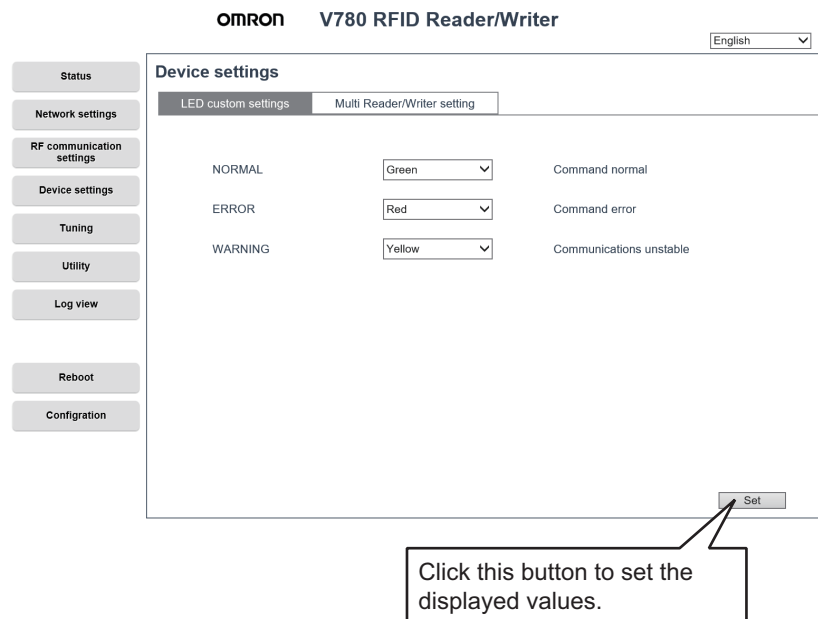 OMRON V780 RFID Reader/Writer
English
Status
Network settings
RF communication
settings
Device settings
Tuning
Utility
Log view
Reboot
Configration
Device settings
LED custom settings Multi Reader/Writer setting
NORMAL Green Command normal
ERROR Red Command error
WARNING Yellow Communications unstable
Set
Click this button to set the
displayed values.